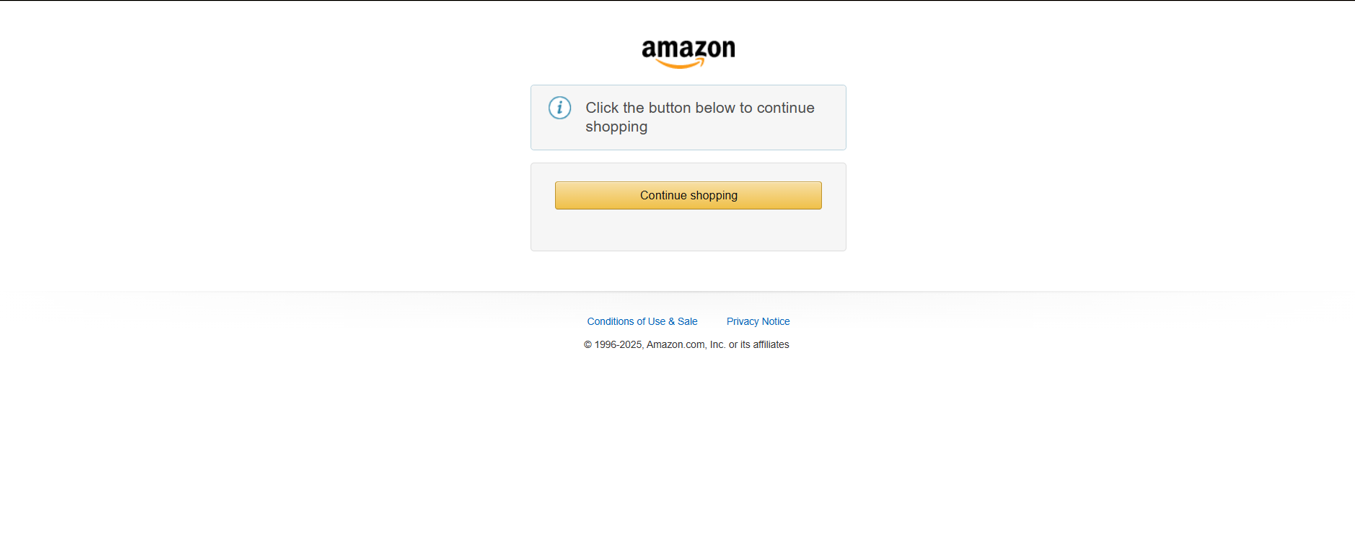 amazon
Click the button below to continue
shopping
Continue shopping
Conditions of Use & Sale Privacy Notice
© 1996-2025, Amazon.com, Inc. or its affiliates